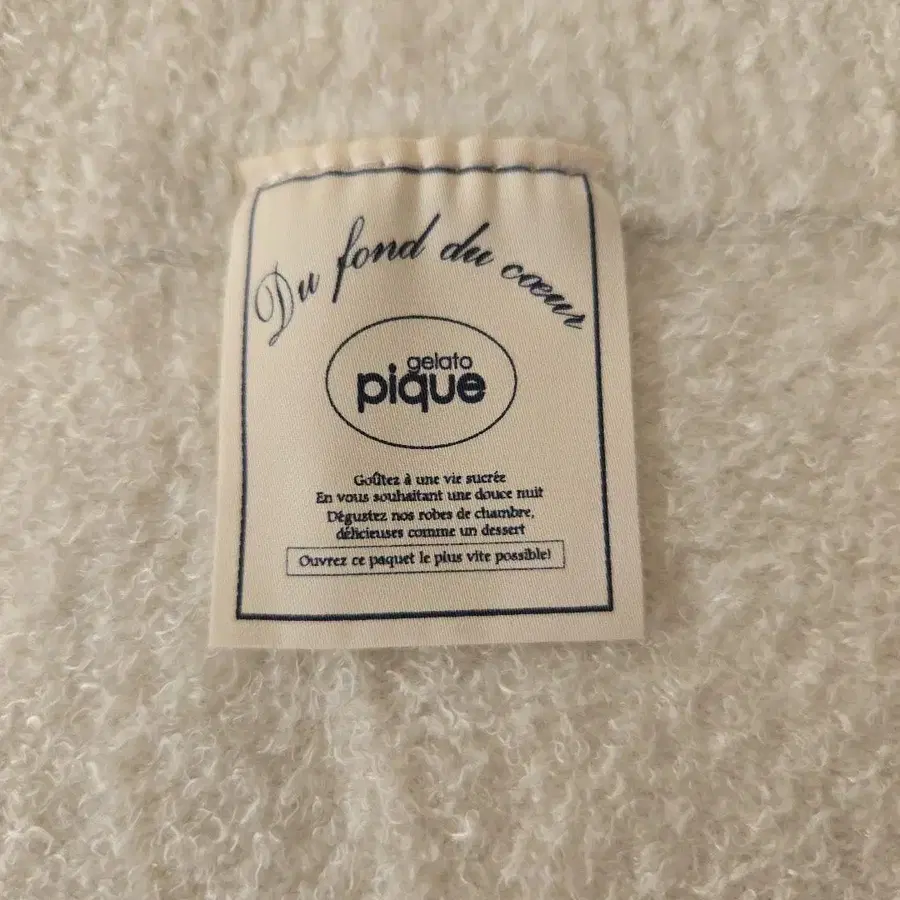 Du fond du cœur
gelato
pique
Goûtez à une vie sucrée
En vous souhaitant une douce nuit
Dégustez nos robes de chambre,
délicieuses comme un dessert
Ouvrez ce paquet le plus vite possible!